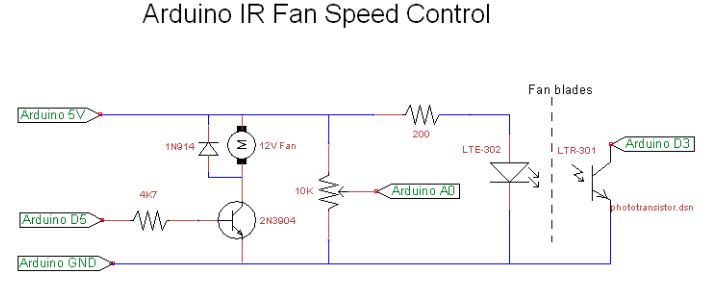 Arduino IR Fan Speed Control
Fan blades
Arduino 5V
1N914
12V Fan
200
LTE-302
LTR-301
Arduino D3
4K7
10K
Arduino A0
phototransistor.dsn
Arduino D5
2N3904
Arduino GND